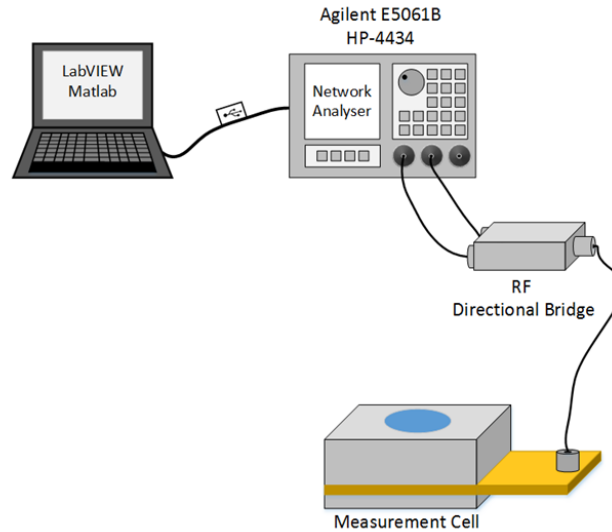 Agilent E5061B
HP-4434
LabVIEW
Matlab
Network
Analyser
RF
Directional Bridge
Measurement Cell